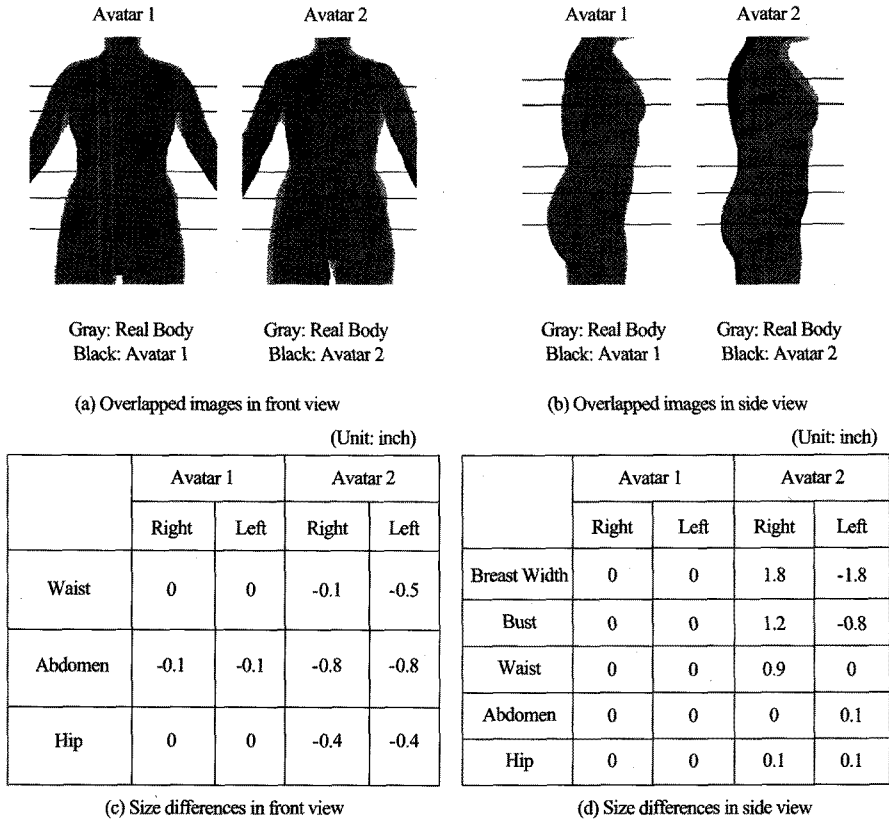 Avatar 1
Avatar 2
Avatar 1
Avatar 2
Gray: Real Body
Black: Avatar 1
Gray: Real Body
Black: Avatar 2
Gray: Real Body
Black: Avatar 1
Gray: Real Body
Black: Avatar 2
(a) Overlapped images in front view
(b) Overlapped images in side view
(Unit: inch)
Avatar 1 Avatar 2
Right Left Right Left
Waist 0 0 -0.1 -0.5
Abdomen -0.1 -0.1 -0.8 -0.8
Hip 0 0 -0.4 -0.4
(c) Size differences in front view
(Unit: inch)
Avatar 1 Avatar 2
Right Left Right Left
Breast Width 0 0 1.8 -1.8
Bust 0 0 1.2 -0.8
Waist 0 0 0.9 0
Abdomen 0 0 0 0.1
Hip 0 0 0.1 0.1
(d) Size differences in side view